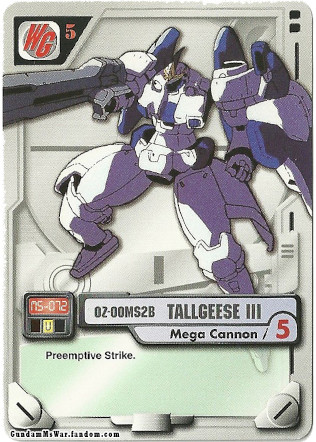 WG 5
MS-072
U
OZ-00MS2B TALLGEESE III
Mega Cannon / 5
Preemptive Strike.
GundamMsWar.fandom.com